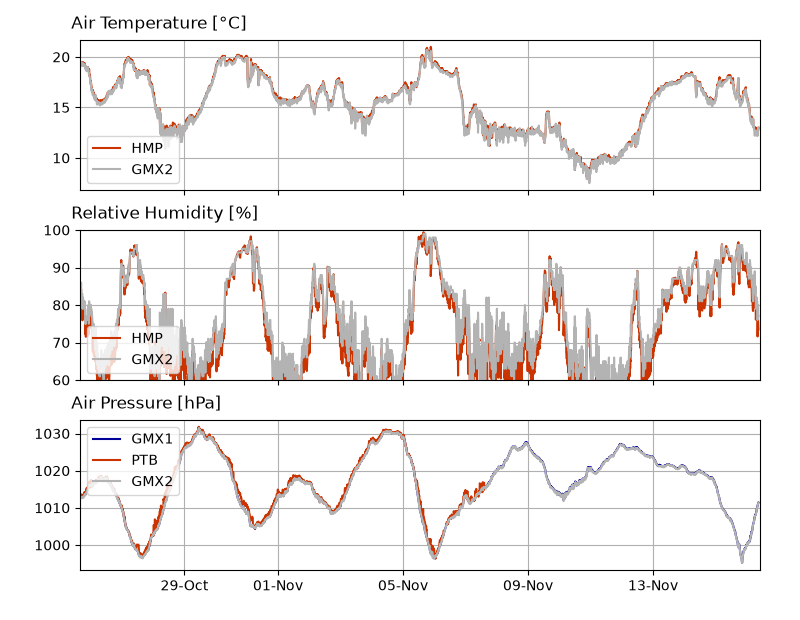 Air Temperature [°C]
20
15
10
HMP
GMX2
Relative Humidity [%]
100
90
80
70
60
HMP
GMX2
Air Pressure [hPa]
1030
1020
1010
1000
GMX1
PTB
GMX2
29-Oct 01-Nov 05-Nov 09-Nov 13-Nov